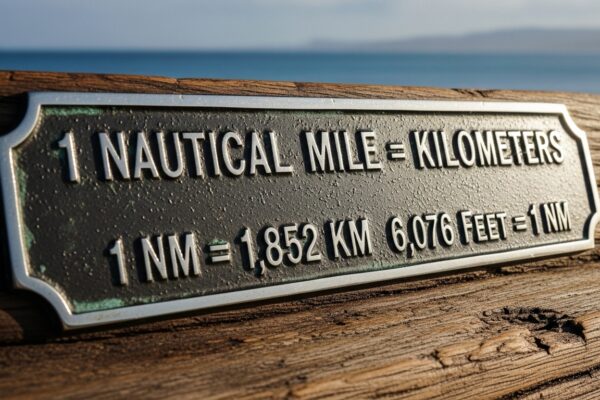 1 NAUTICAL MILE = KILOMETERS
1 NM = 1,852 KM 6,076 FEET = 1 NM